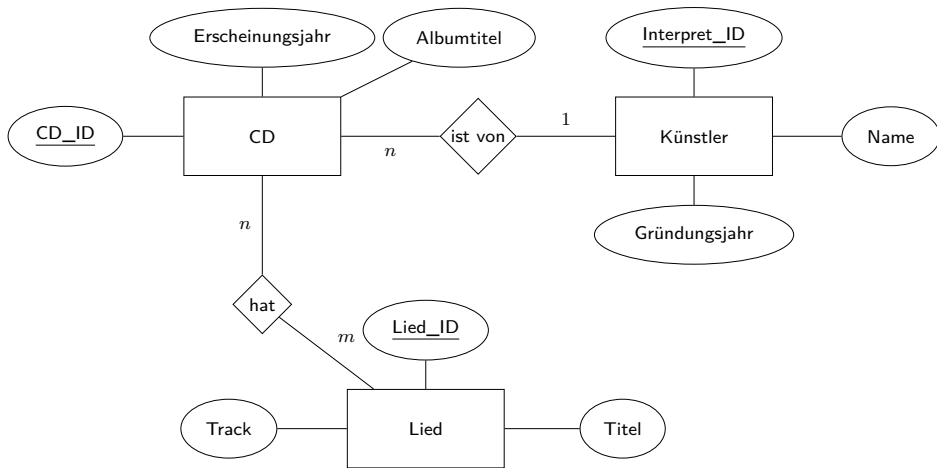 Erscheinungsjahr
Albumtitel
Interpret_ID
CD_ID
CD
n
ist von
1
Künstler
Name
n
Gründungsjahr
hat
m
Lied_ID
Track
Lied
Titel